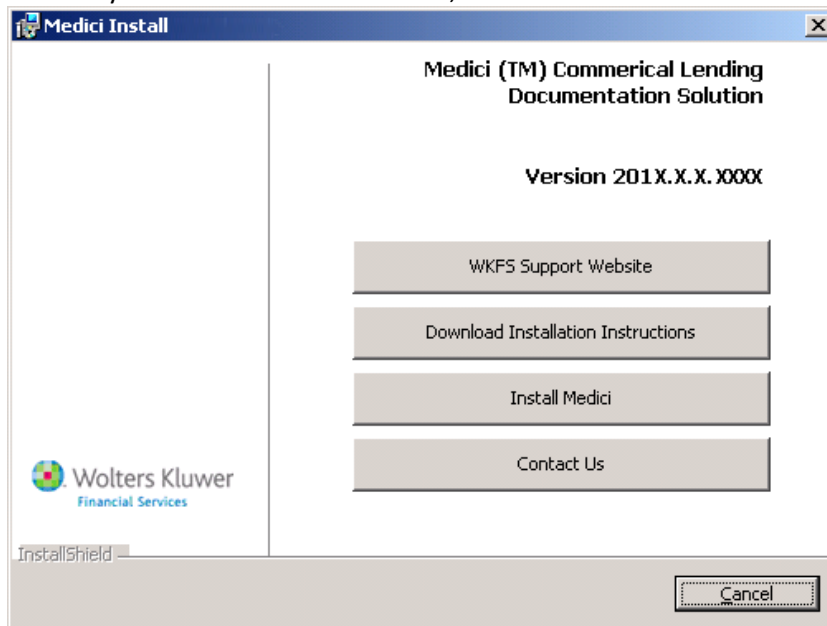 Medici Install
Medici (TM) Commerical Lending
Documentation Solution
Version 201X.X.X.XXXX
WKFS Support Website
Download Installation Instructions
Install Medici
Contact Us
Wolters Kluwer
Financial Services
InstallShield
Cancel